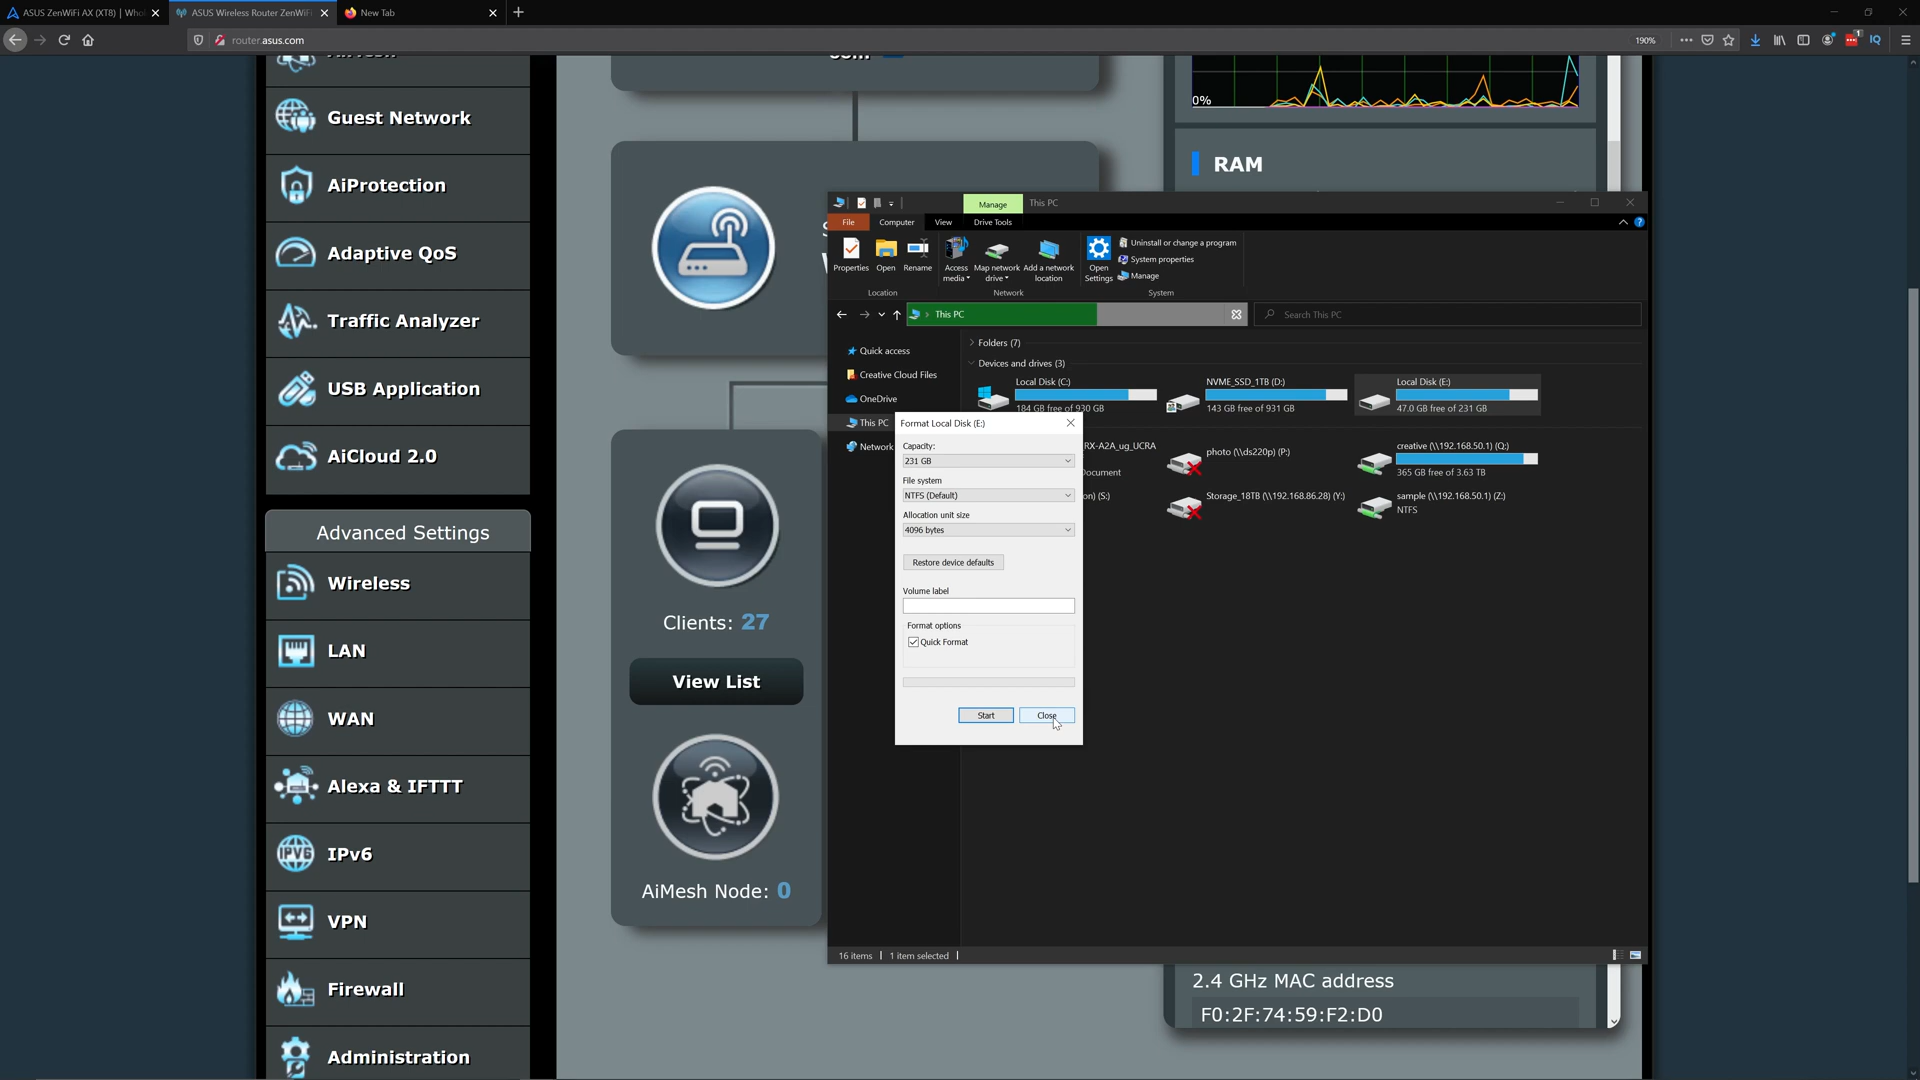 ASUS ZenWiFi AX (XT8) | Who
ASUS Wireless Router ZenWiFi
New Tab
router.asus.com
190%
Guest Network
AiProtection
Adaptive QoS
Traffic Analyzer
USB Application
AiCloud 2.0
Advanced Settings
Wireless
LAN
WAN
Alexa & IFTTT
IPv6
VPN
Firewall
Administration
Clients: 27
View List
AiMesh Node: 0
0%
RAM
Manage
This PC
File
Computer
View
Drive Tools
Properties
Open
Rename
Access media
Map network drive
Add a network location
Open Settings
Uninstall or change a program
System properties
Manage
Location
Network
System
This PC
Search This PC
Quick access
Creative Cloud Files
OneDrive
This PC
Network
Folders (7)
Devices and drives (3)
Local Disk (C:)
184 GB free of 930 GB
NVME_SSD_1TB (D:)
143 GB free of 931 GB
Local Disk (E:)
47.0 GB free of 231 GB
RX-A2A_ug_UCRA
photo (\\ds220p) (P:)
creative (\\192.168.50.1) (Q:)
365 GB free of 3.63 TB
(S:)
Storage_18TB (\\192.168.86.28) (Y:)
sample (\\192.168.50.1) (Z:)
NTFS
Format Local Disk (E:)
Capacity:
231 GB
File system
NTFS (Default)
Allocation unit size
4096 bytes
Restore device defaults
Volume label
Format options
Quick Format
Start
Close
16 items
1 item selected
2.4 GHz MAC address
F0:2F:74:59:F2:D0